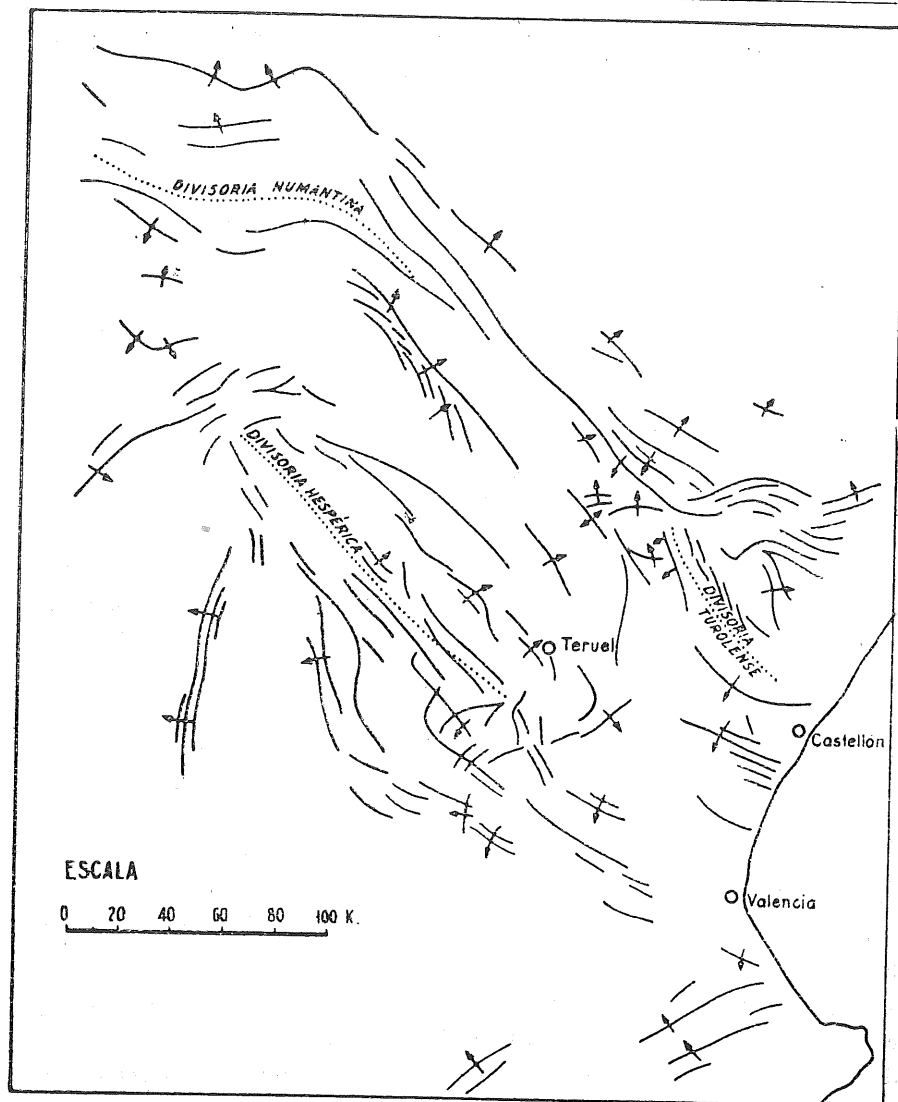 DIVISORIA NUMANTINA
DIVISORIA HESPÉRICA
DIVISORIA
TUROLENSE
Teruel
Castellón
Valencia
ESCALA
0 20 40 60 80 100 K.